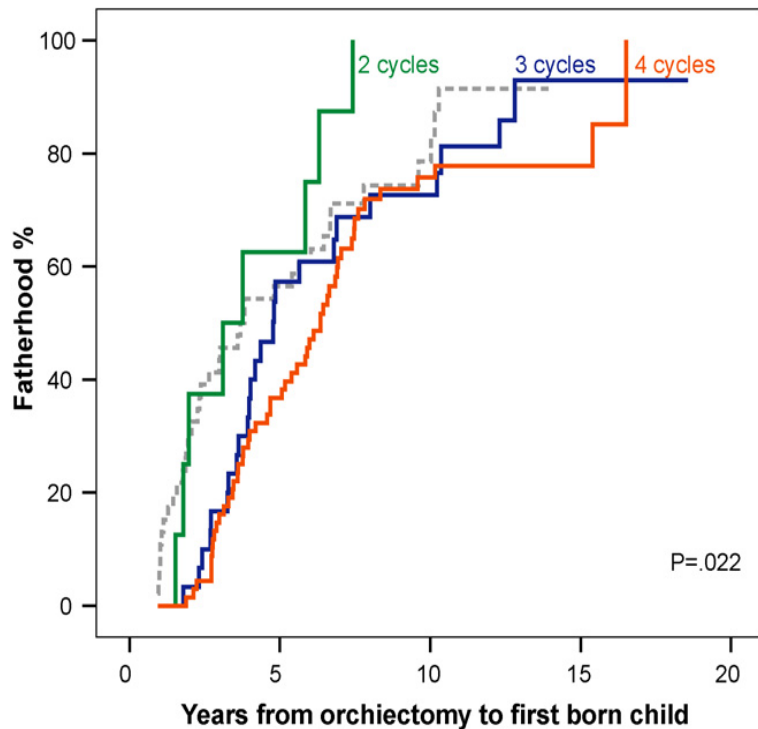 100
2 cycles
3 cycles
4 cycles
80
60
40
20
0
Fatherhood %
P=.022
0 5 10 15 20
Years from orchiectomy to first born child